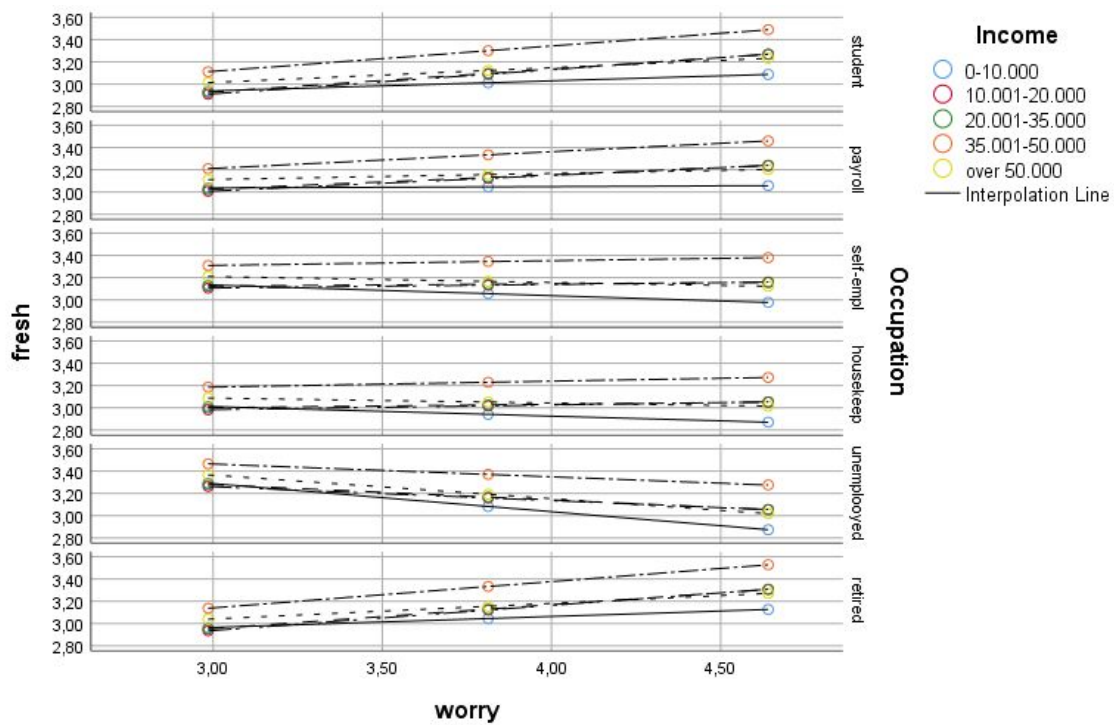 3,60
3,40
3,20
3,00
2,80
student
3,60
3,40
3,20
3,00
2,80
payroll
3,60
3,40
3,20
3,00
2,80
self-empl
3,60
3,40
3,20
3,00
2,80
housekeep
3,60
3,40
3,20
3,00
2,80
unemplooyed
3,60
3,40
3,20
3,00
2,80
retired
3,00 3,50 4,00 4,50
fresh
worry
Occupation
Income
0-10.000
10.001-20.000
20.001-35.000
35.001-50.000
over 50.000
Interpolation Line